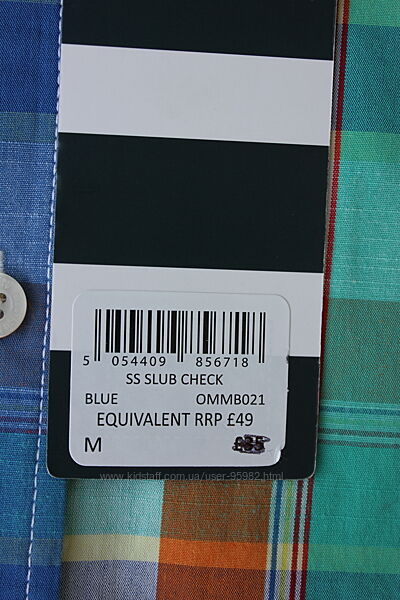 5 054409 856718
SS SLUB CHECK
BLUE OMMB021
EQUIVALENT RRP £49
M
www.kidstaff.com.ua/user-95982.html